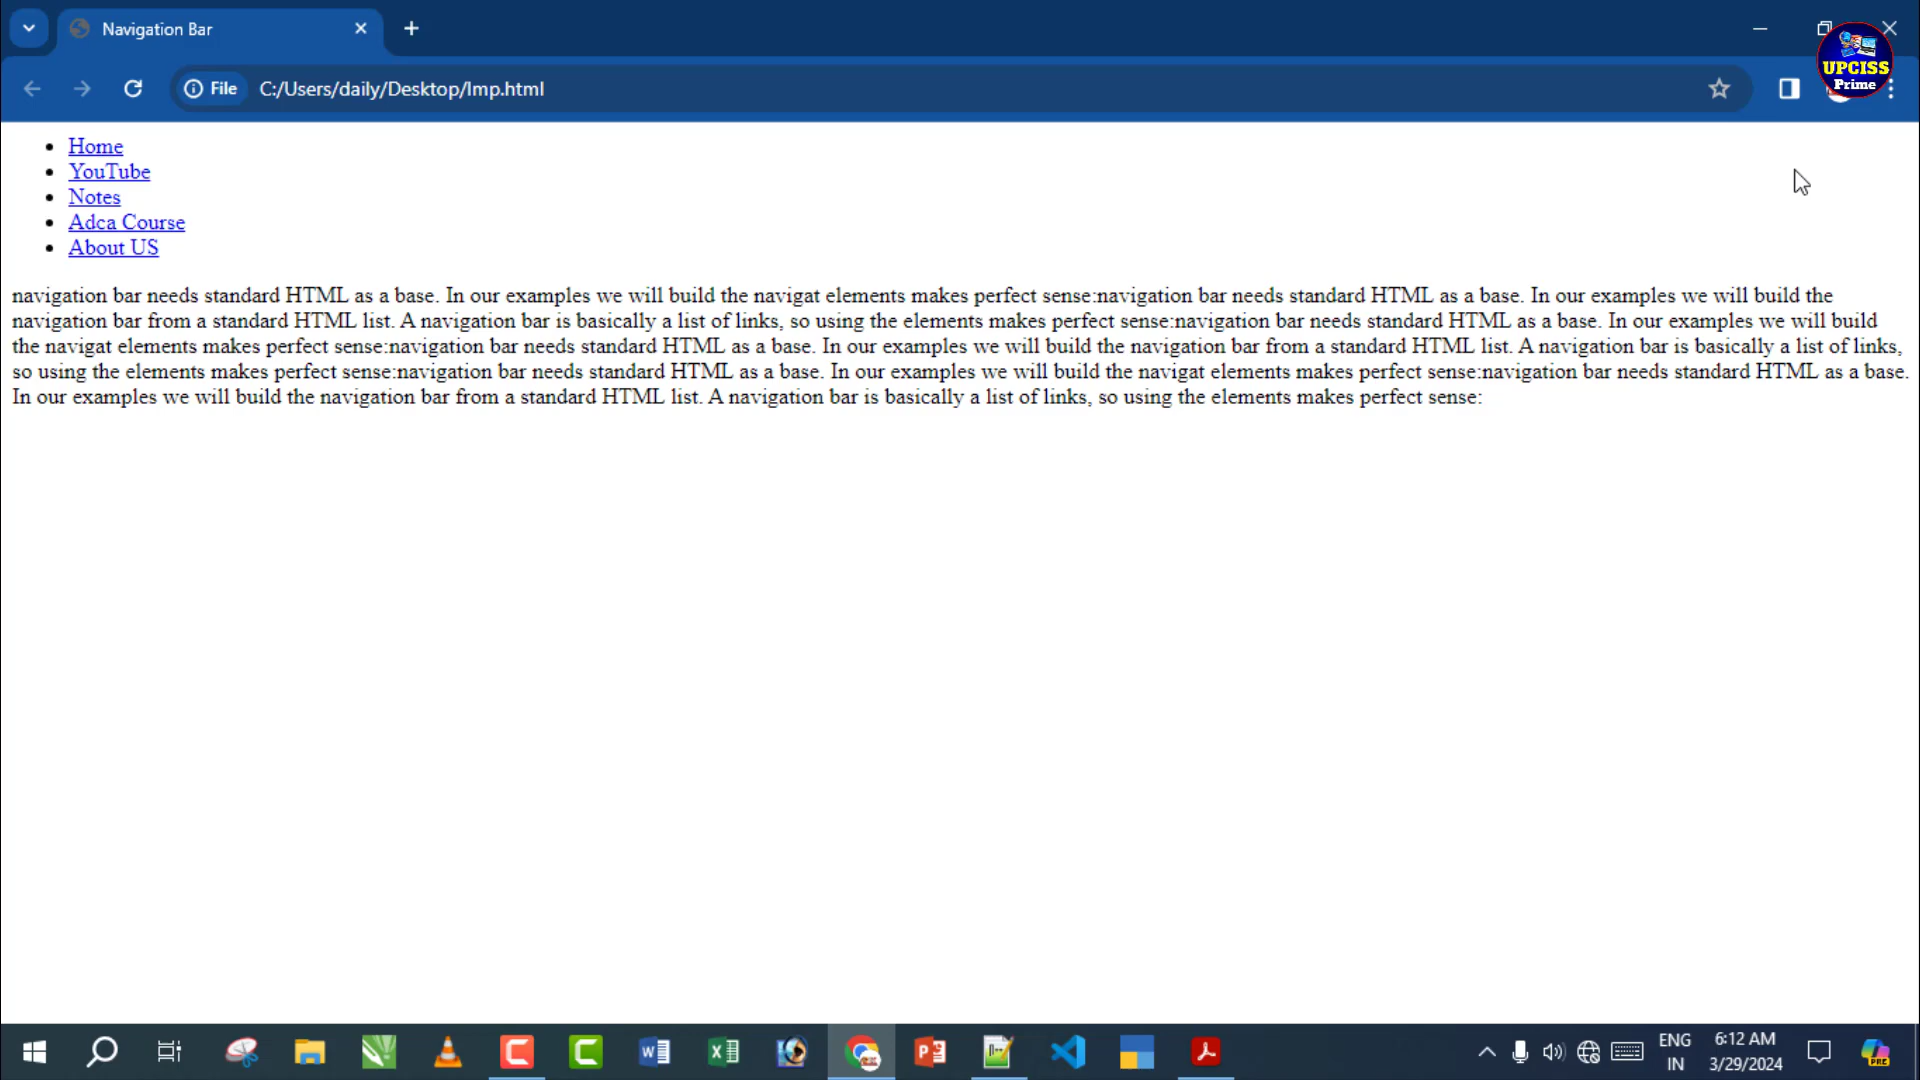 Navigation Bar
UPCISS
Prime
File
C:/Users/daily/Desktop/Imp.html
Home
YouTube
Notes
Adca Course
About US
navigation bar needs standard HTML as a base. In our examples we will build the navigat elements makes perfect sense:navigation bar needs standard HTML as a base. In our examples we will build the
navigation bar from a standard HTML list. A navigation bar is basically a list of links, so using the elements makes perfect sense:navigation bar needs standard HTML as a base. In our examples we will build
the navigat elements makes perfect sense:navigation bar needs standard HTML as a base. In our examples we will build the navigation bar from a standard HTML list. A navigation bar is basically a list of links,
so using the elements makes perfect sense:navigation bar needs standard HTML as a base. In our examples we will build the navigat elements makes perfect sense:navigation bar needs standard HTML as a base.
In our examples we will build the navigation bar from a standard HTML list. A navigation bar is basically a list of links, so using the elements makes perfect sense:
ENG
IN
6:12 AM
3/29/2024
PRE